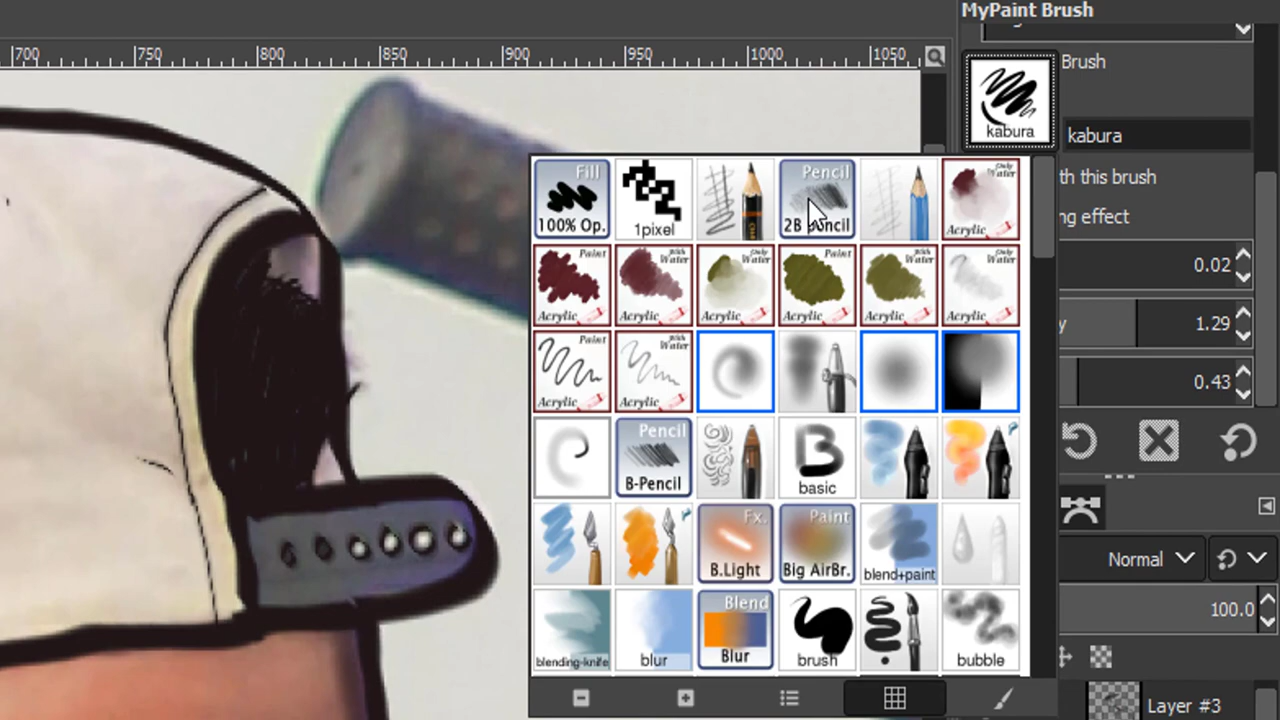 MyPaint Brush
700 750 800 850 900 950 1000 1050
Brush
kabura
kabura
th this brush
ng effect
0.02
y 1.29
0.43
Normal
100.0
Layer #3
Fill
100% Op.
1pixel
Pencil
2B
Only Water
Acrylic
Paint
Acrylic
With Water
Acrylic
Only Water
Acrylic
Paint
Acrylic
With Water
Acrylic
Only Water
Acrylic
Paint
Acrylic
With Water
Acrylic
Pencil
B-Pencil
basic
Fx.
B.Light
Paint
Big AirBr.
blend+paint
blending-knife
blur
Blend
Blur
brush
bubble